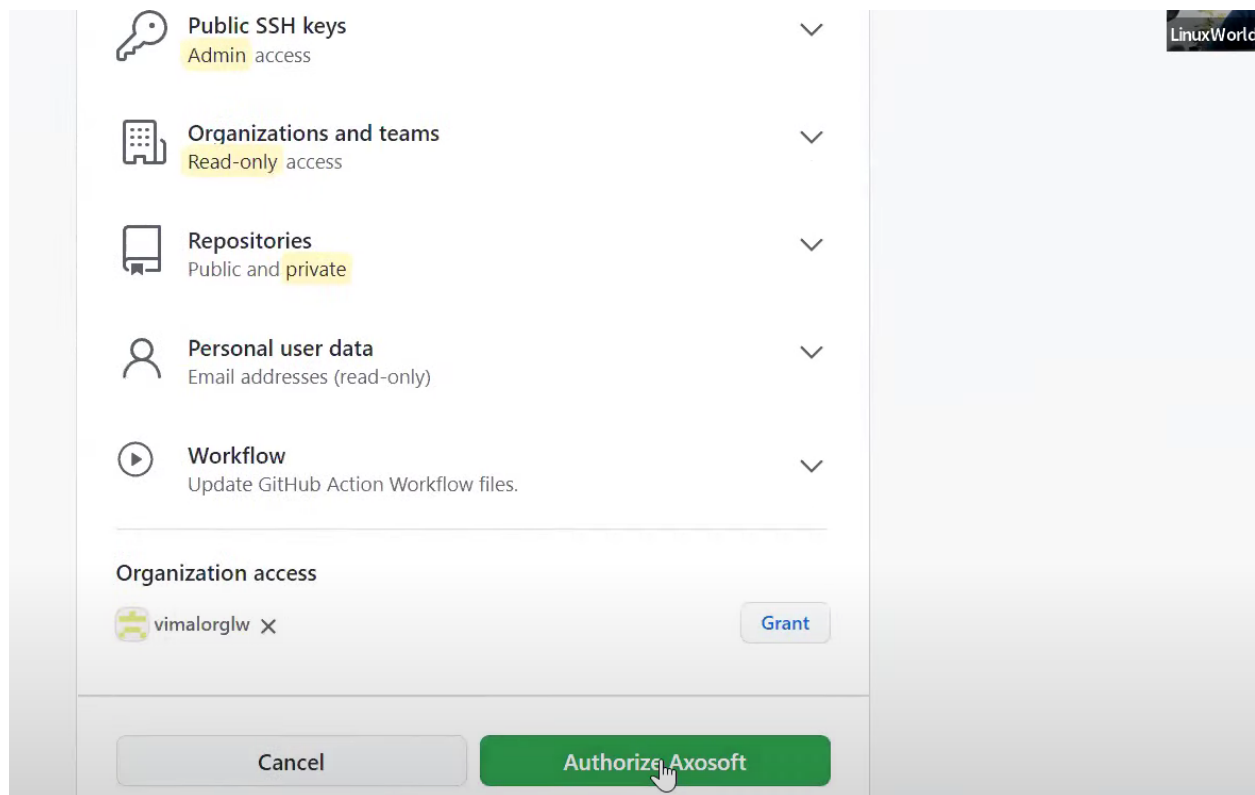 Public SSH keys
Admin access
LinuxWorld
Organizations and teams
Read-only access
Repositories
Public and private
Personal user data
Email addresses (read-only)
Workflow
Update GitHub Action Workflow files.
Organization access
vimalorglw
Grant
Cancel
Authorize Axosoft